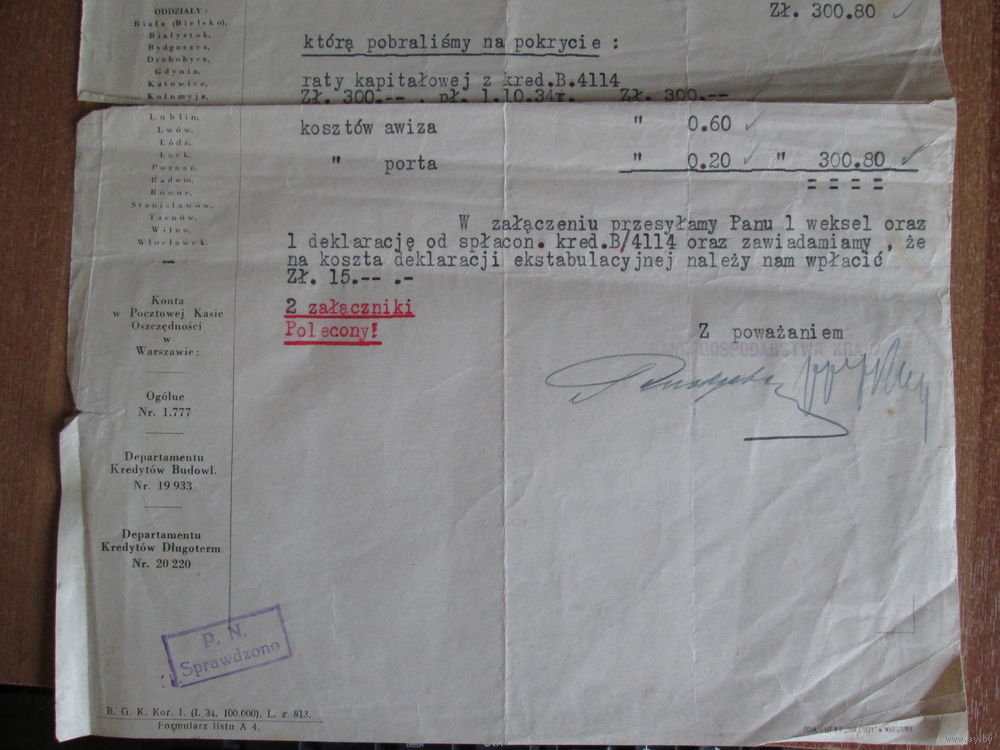 ODDZIAŁY:
Biała (Bielsko),
Białystok,
Bydgoszcz,
Drohobycz,
Gdynia,
Katowice,
Kołomyja,
Lublin,
Lwów,
Łódź,
Łuck,
Poznań,
Radom,
Równe,
Stanisławów,
Tarnów,
Wilno,
Włocławek.
Konta
w Pocztowej Kasie
Oszczędności
w
Warszawie:
Ogólne
Nr. 1.777
Departamentu
Kredytów Budowl.
Nr. 19 933
Departamentu
Kredytów Długoterm
Nr. 20 220
Zł. 300.80
którą pobraliśmy na pokrycie :
raty kapitałowej z kred.B.4114
Zł. 300.-- . pł. 1.10.34r. Zł. 300.--
kosztów awiza " 0.60
" porta " 0.20 " 300.80
====
W załączeniu przesyłamy Panu 1 weksel oraz
1 deklarację od spłacon. kred.B/4114 oraz zawiadamiamy , że
na koszta deklaracji ekstabulacyjnej należy nam wpłacić
Zł. 15.-- .-
2 załączniki
Polecony!
Z poważaniem
GOSPODARSTWA
P. N.
Sprawdzono
B. G. K. Kor. 1. (I. 34. 100.000). L. z 813.
Formularz listu A 4.
www.ay.by